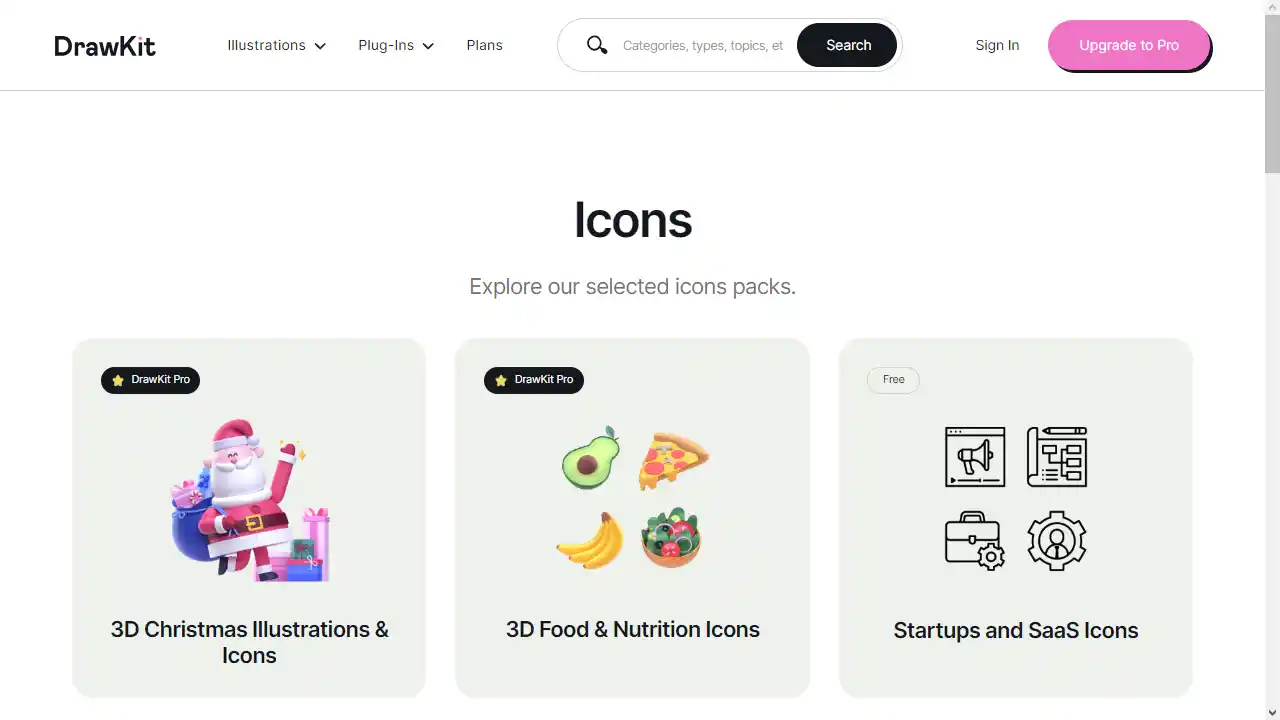 DrawKit
Illustrations
Plug-Ins
Plans
Categories, types, topics, et
Search
Sign In
Upgrade to Pro
Icons
Explore our selected icons packs.
DrawKit Pro
3D Christmas Illustrations &
Icons
DrawKit Pro
3D Food & Nutrition Icons
Free
Startups and SaaS Icons